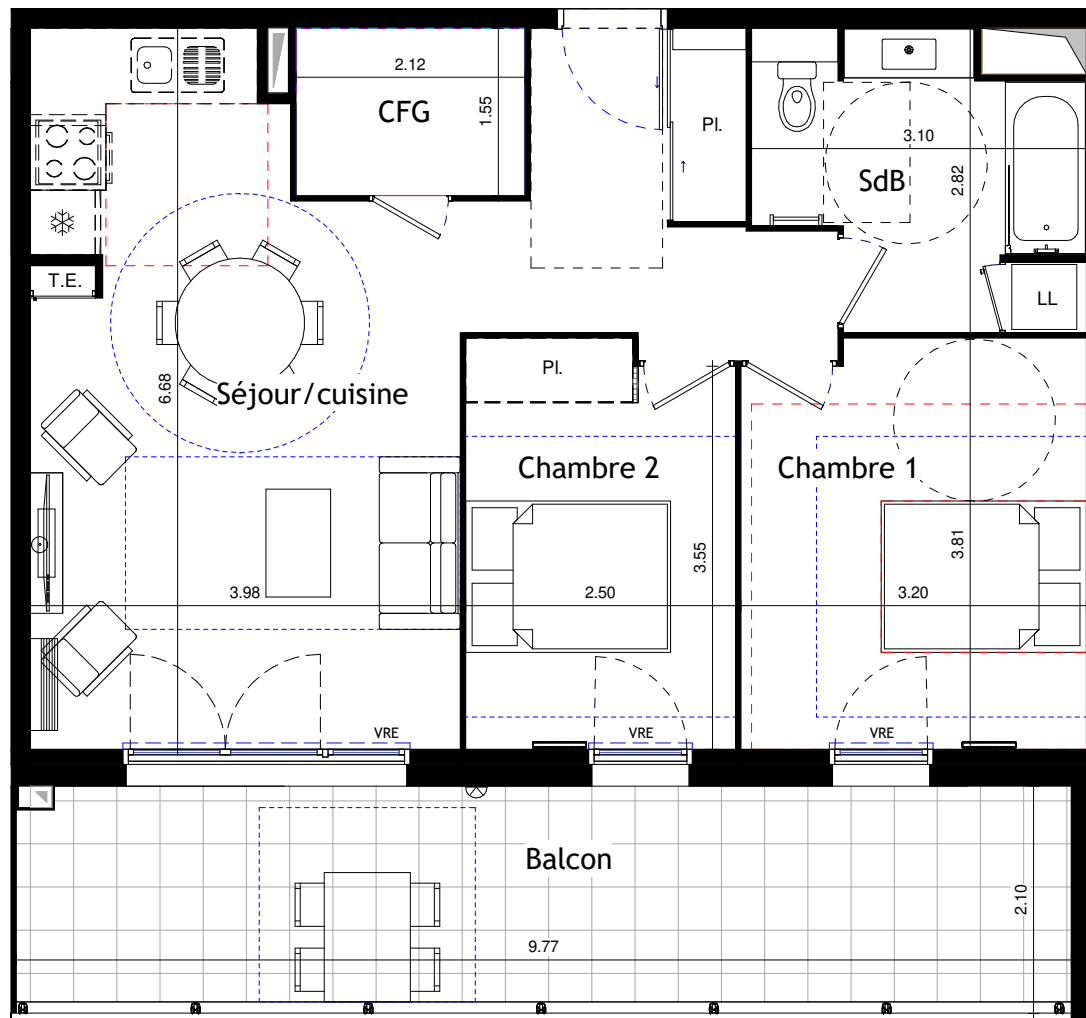 2.12
CFG
1.55
Pl.
3.10
SdB
2.82
T.E.
LL
6.68
Séjour/cuisine
Pl.
Chambre 2
Chambre 1
3.55
3.81
3.98
2.50
3.20
VRE
VRE
VRE
Balcon
2.10
9.77